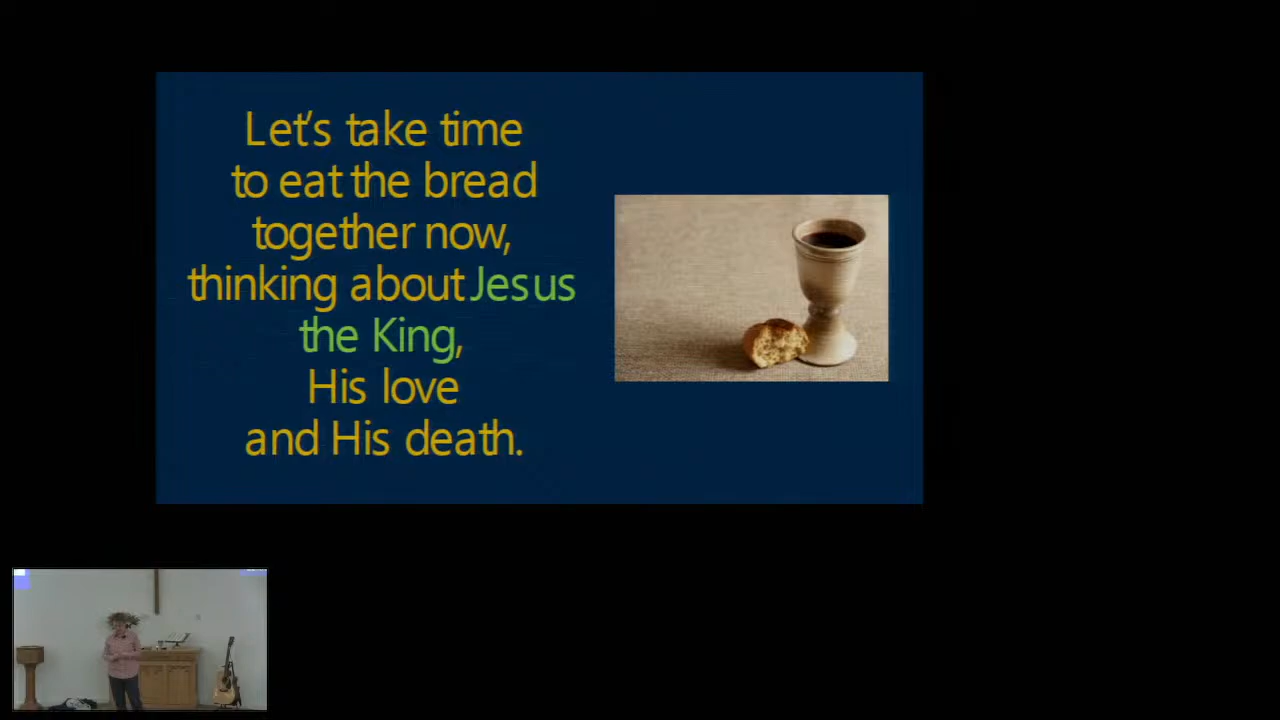 Let's take time
to eat the bread
together now,
thinking about Jesus
the King,
His love
and His death.